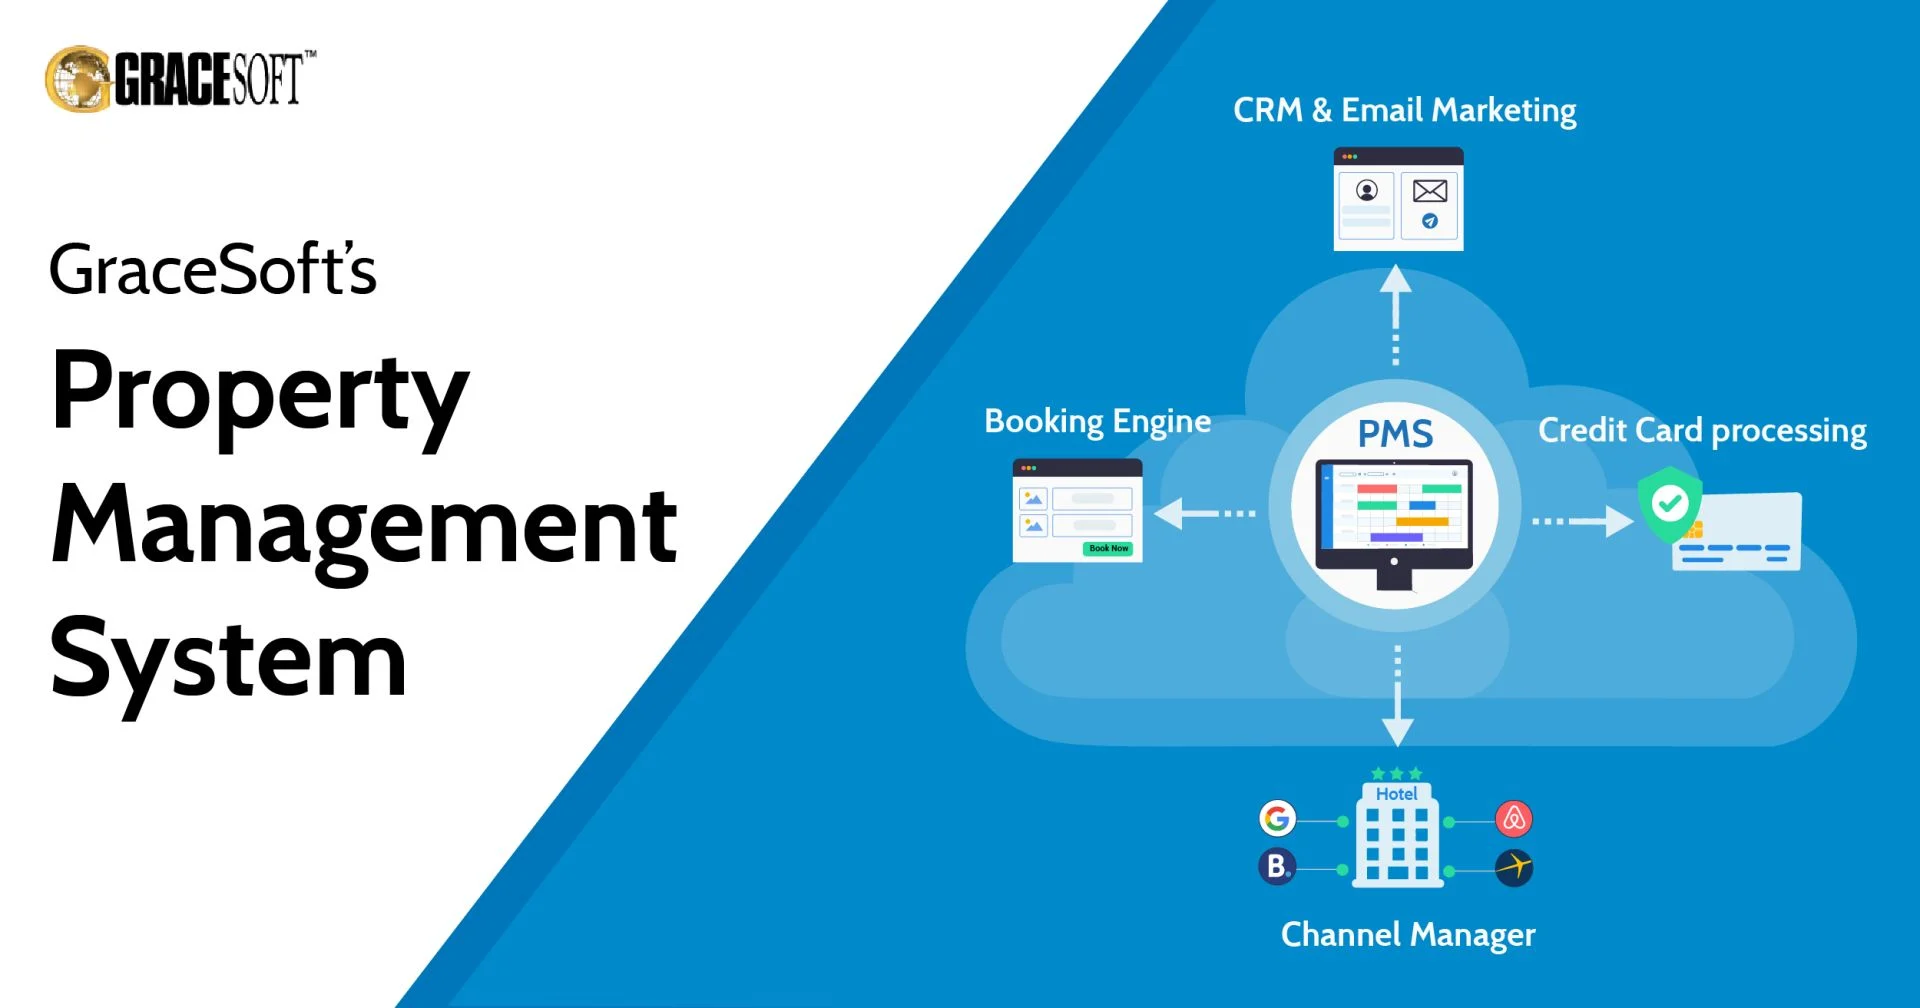 GRACESOFT™
GraceSoft's
Property
Management
System
CRM & Email Marketing
Booking Engine
Book Now
PMS
Credit Card processing
Hotel
B.
Channel Manager